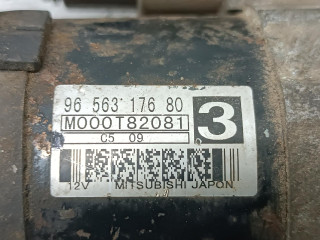 96 563 176 80
M000T82081
3
C5 09
12V MITSUBISHI JAPON